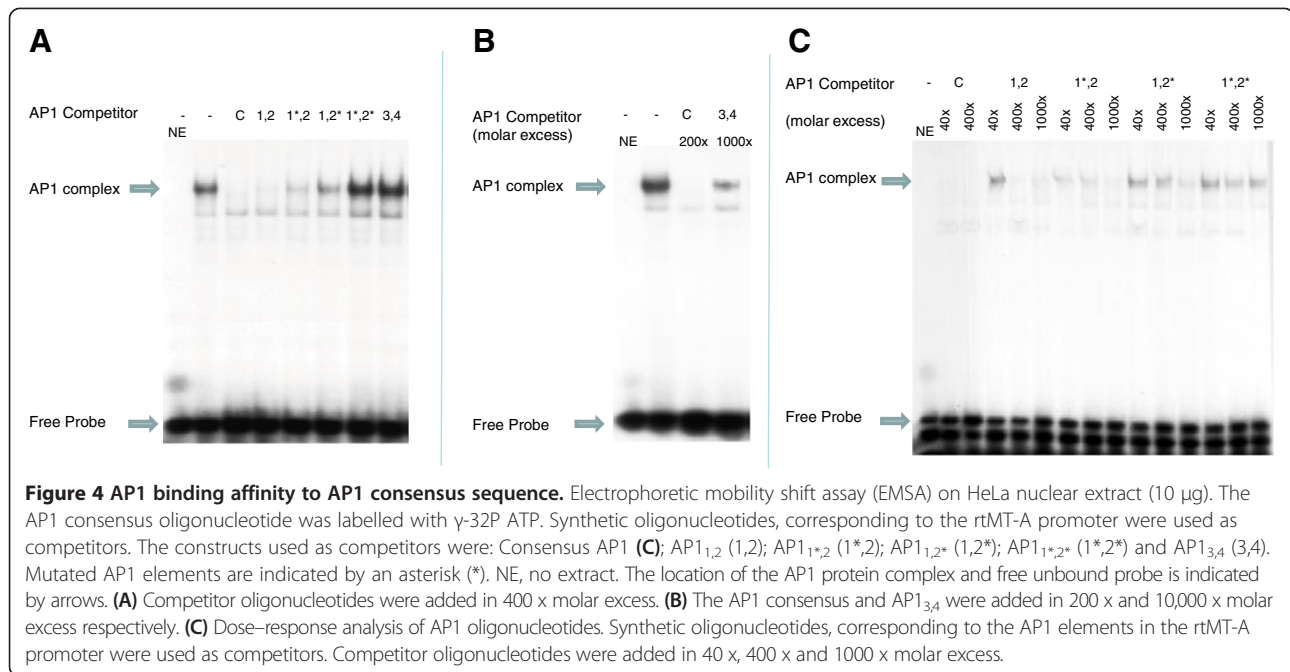 A
AP1 Competitor - - C 1,2 1*,2 1,2* 1*,2* 3,4
NE
AP1 complex
Free Probe
B
AP1 Competitor - - C 3,4
(molar excess) NE 200x 1000x
AP1 complex
Free Probe
C
AP1 Competitor - C 1,2 1*,2 1,2* 1*,2*
(molar excess) NE 40x 400x 40x 400x 1000x 40x 400x 1000x 40x 400x 1000x 40x 400x 1000x
AP1 complex
Free Probe
Figure 4 AP1 binding affinity to AP1 consensus sequence. Electrophoretic mobility shift assay (EMSA) on HeLa nuclear extract (10 μg). The
AP1 consensus oligonucleotide was labelled with γ-32P ATP. Synthetic oligonucleotides, corresponding to the rtMT-A promoter were used as
competitors. The constructs used as competitors were: Consensus AP1 (C); AP1₁,₂ (1,2); AP1₁*,₂ (1*,2); AP1₁,₂* (1,2*); AP1₁*,₂* (1*,2*) and AP1₃,₄ (3,4).
Mutated AP1 elements are indicated by an asterisk (*). NE, no extract. The location of the AP1 protein complex and free unbound probe is indicated
by arrows. (A) Competitor oligonucleotides were added in 400 x molar excess. (B) The AP1 consensus and AP1₃,₄ were added in 200 x and 10,000 x molar
excess respectively. (C) Dose–response analysis of AP1 oligonucleotides. Synthetic oligonucleotides, corresponding to the AP1 elements in the rtMT-A
promoter were used as competitors. Competitor oligonucleotides were added in 40 x, 400 x and 1000 x molar excess.